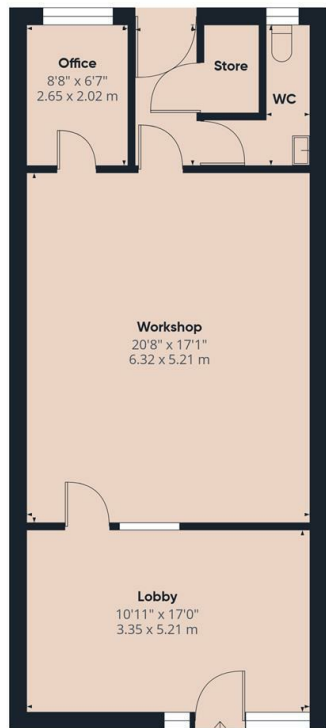 Office
8'8" x 6'7"
2.65 x 2.02 m
Store
WC
Workshop
20'8" x 17'1"
6.32 x 5.21 m
Lobby
10'11" x 17'0"
3.35 x 5.21 m